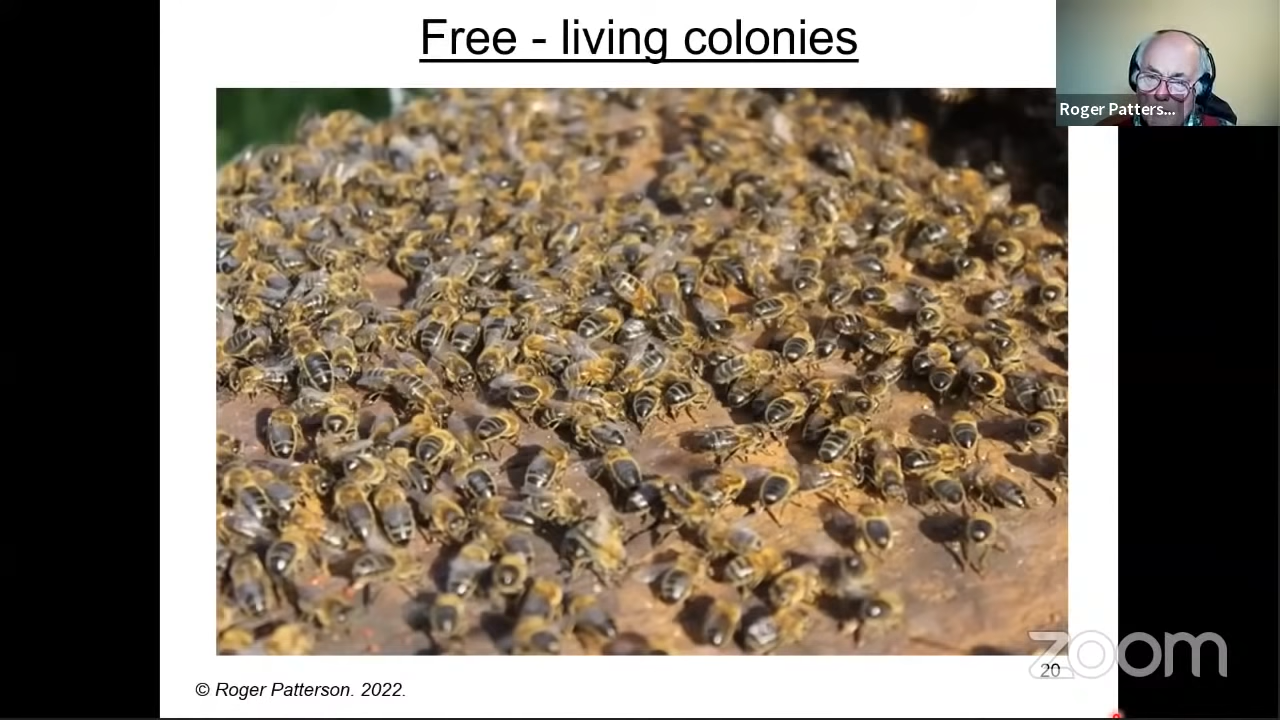 Free - living colonies
Roger Patters...
20
zoom
© Roger Patterson. 2022.